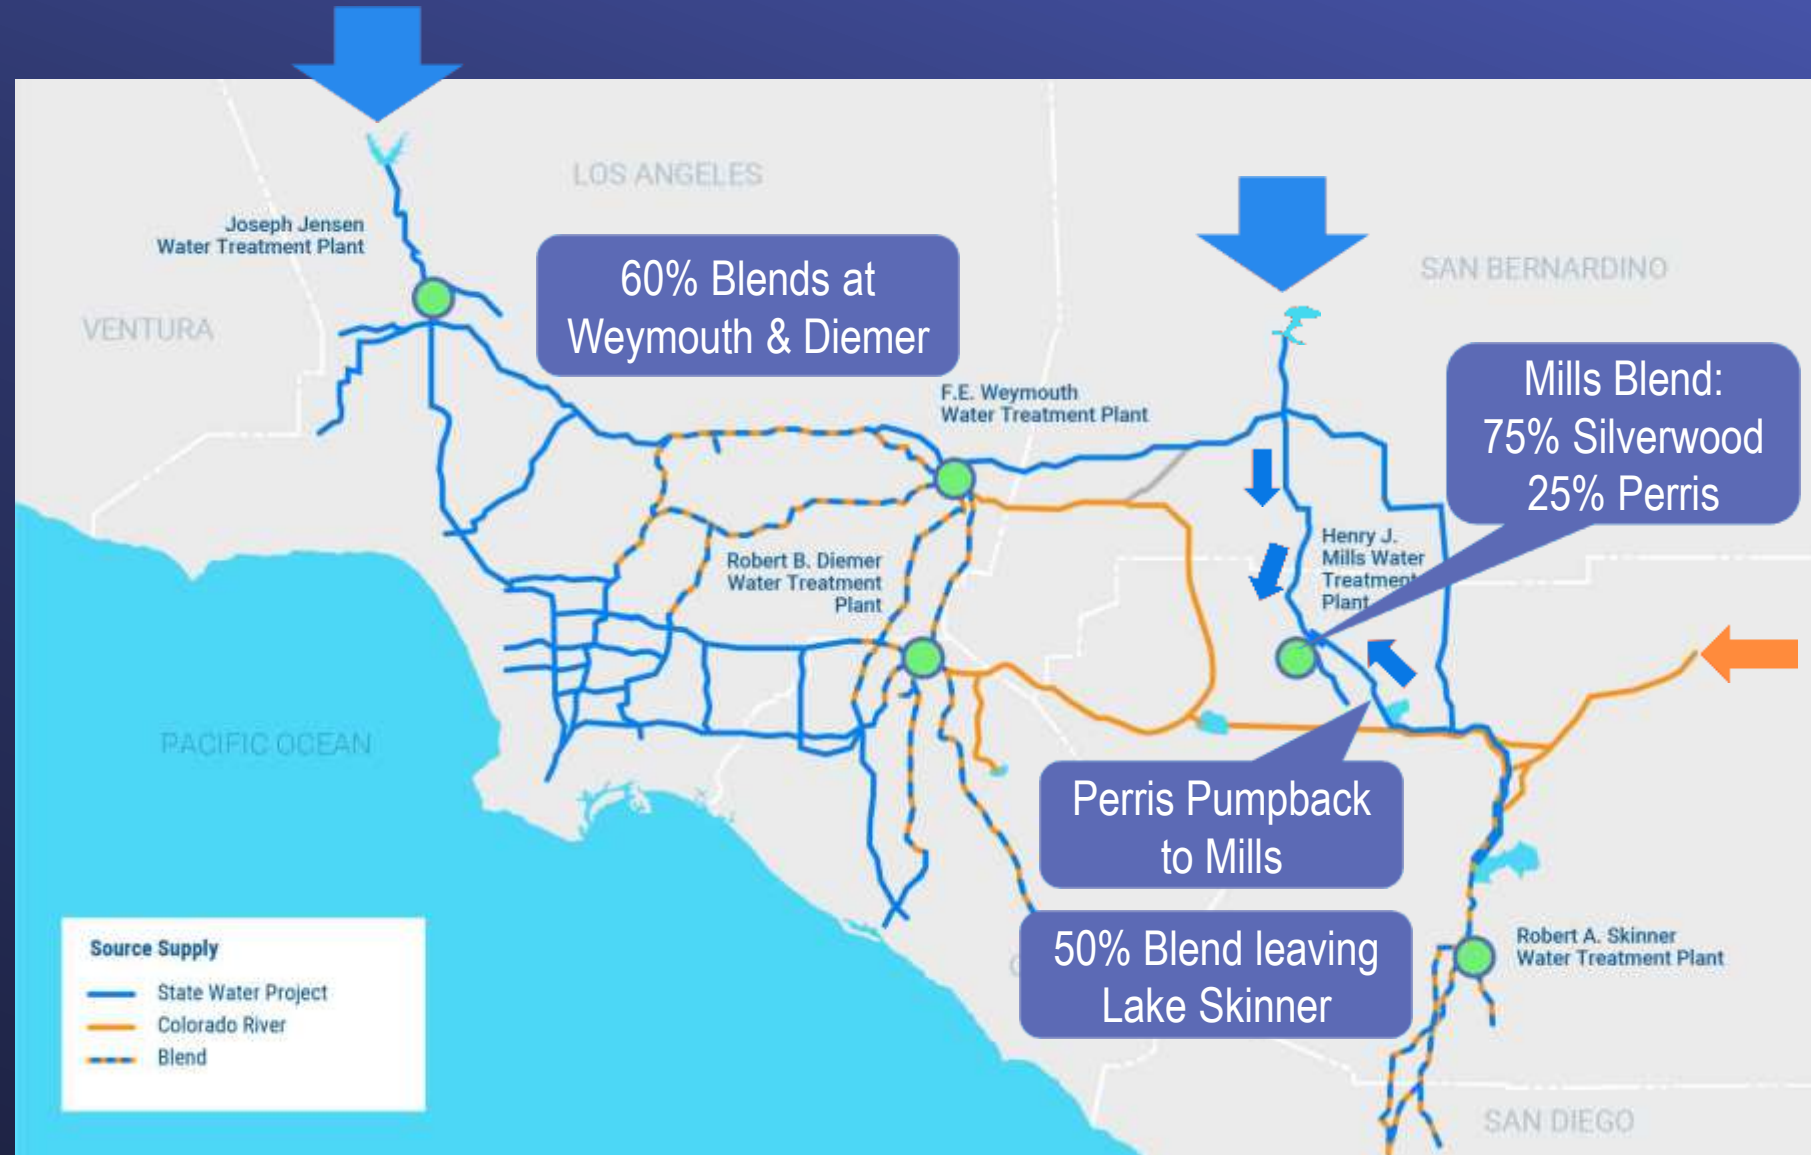 LOS ANGELES
Joseph Jensen
Water Treatment Plant
60% Blends at
Weymouth & Diemer
SAN BERNARDINO
VENTURA
F.E. Weymouth
Water Treatment Plant
Mills Blend:
75% Silverwood
25% Perris
Henry J.
Mills Water
Treatment
Plant
Robert B. Diemer
Water Treatment
Plant
PACIFIC OCEAN
Perris Pumpback
to Mills
50% Blend leaving
Lake Skinner
Robert A. Skinner
Water Treatment Plant
Source Supply
State Water Project
Colorado River
Blend
SAN DIEGO